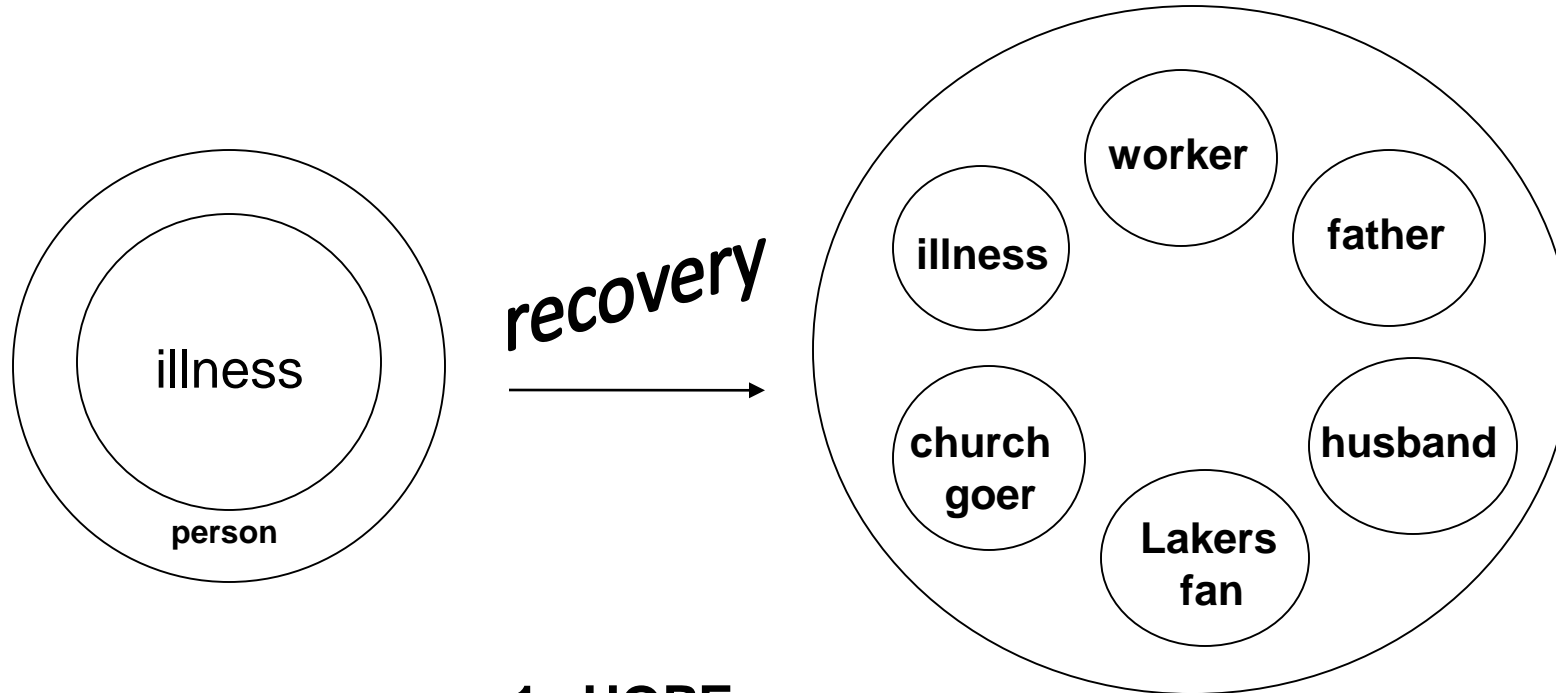 illness
person
recovery
worker
illness
father
church
goer
husband
Lakers
fan